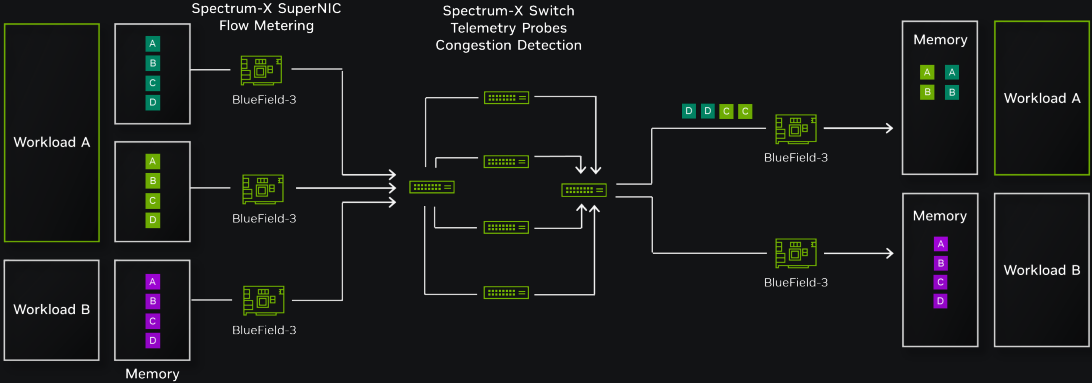 Spectrum-X SuperNIC
Flow Metering
Spectrum-X Switch
Telemetry Probes
Congestion Detection
Workload A
A
B
C
D
BlueField-3
A
B
C
D
BlueField-3
Workload B
A
B
C
D
BlueField-3
Memory
D D C C
BlueField-3
Memory
A A
B B
Workload A
BlueField-3
Memory
A
B
C
D
Workload B